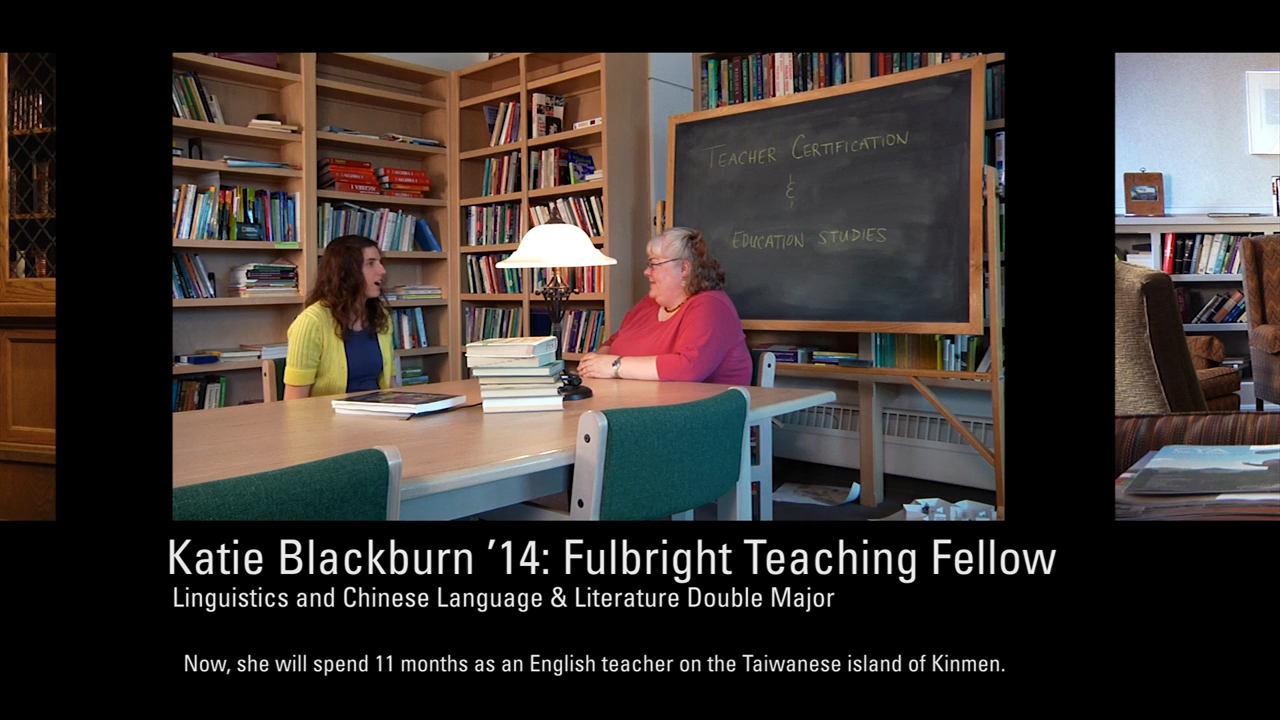 TEACHER CERTIFICATION
&
EDUCATION STUDIES
Katie Blackburn ’14: Fulbright Teaching Fellow
Linguistics and Chinese Language & Literature Double Major
Now, she will spend 11 months as an English teacher on the Taiwanese island of Kinmen.